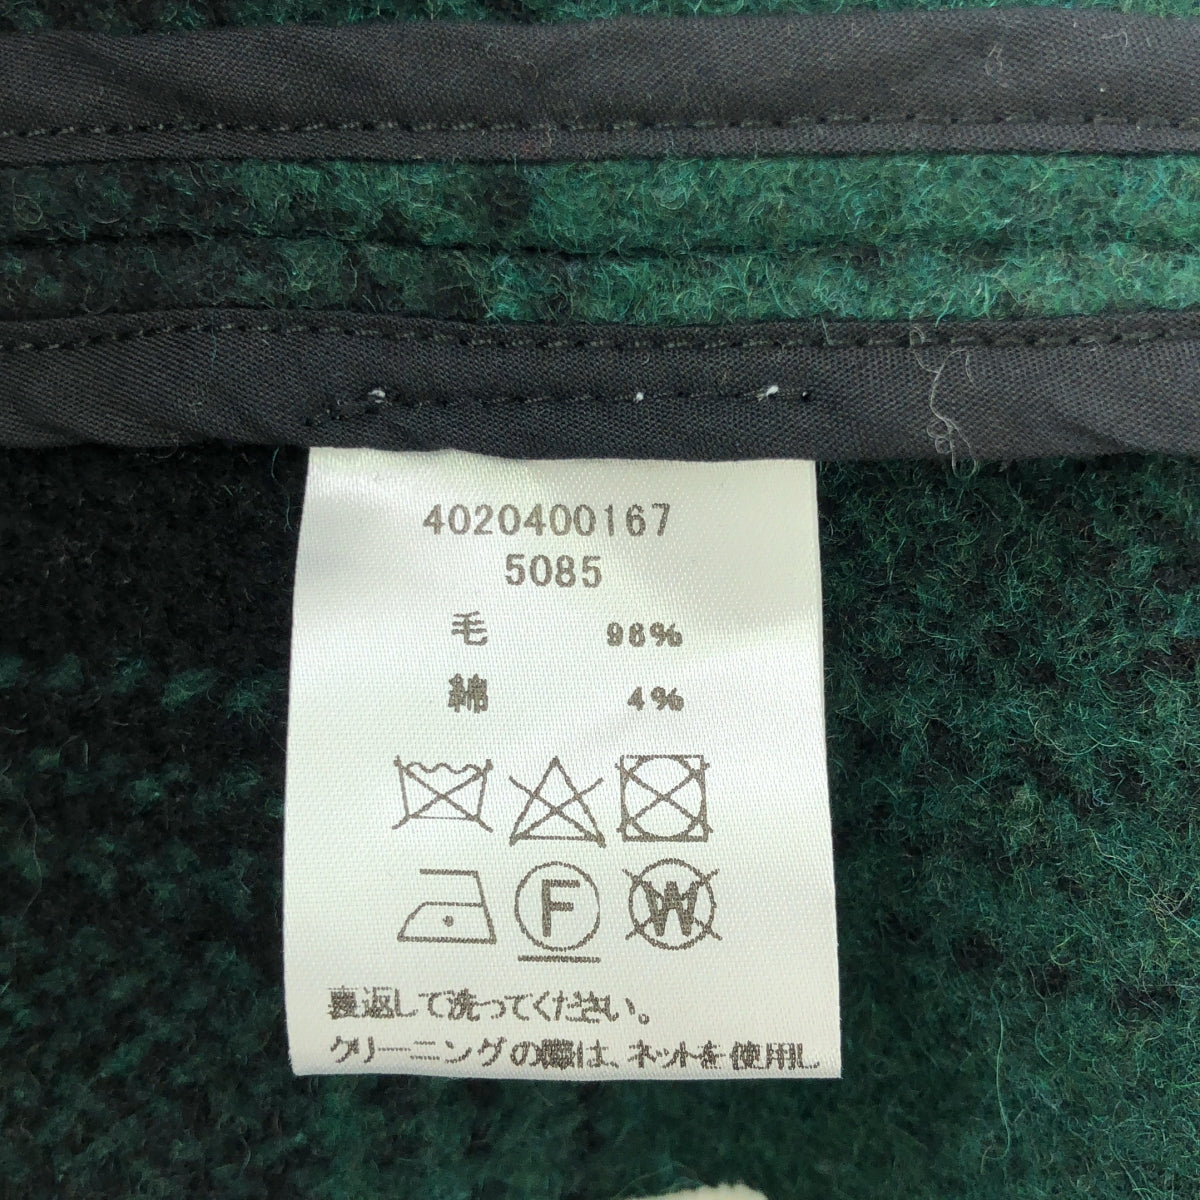 4020400167
5085
毛 96%
綿 4%
F
W
裏返して洗ってください。
クリーニングの際は、ネットを使用し